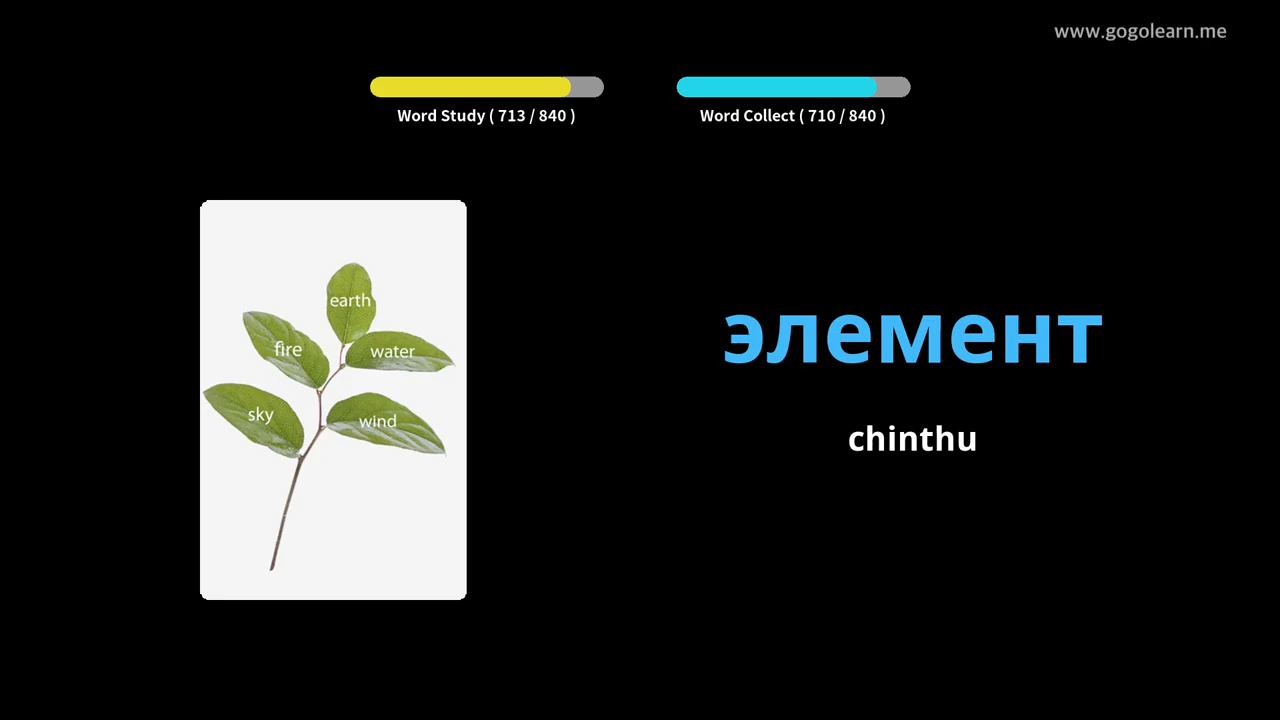 www.gogolearn.me
Word Study ( 713 / 840 )
Word Collect ( 710 / 840 )
earth
fire
water
sky
wind
элемент
chinthu